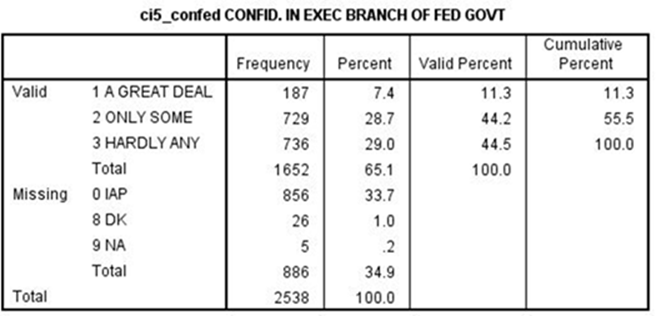 ci5_confed CONFID. IN EXEC BRANCH OF FED GOVT
Frequency Percent Valid Percent Cumulative Percent
Valid 1 A GREAT DEAL 187 7.4 11.3 11.3
2 ONLY SOME 729 28.7 44.2 55.5
3 HARDLY ANY 736 29.0 44.5 100.0
Total 1652 65.1 100.0
Missing 0 IAP 856 33.7
8 DK 26 1.0
9 NA 5 .2
Total 886 34.9
Total 2538 100.0